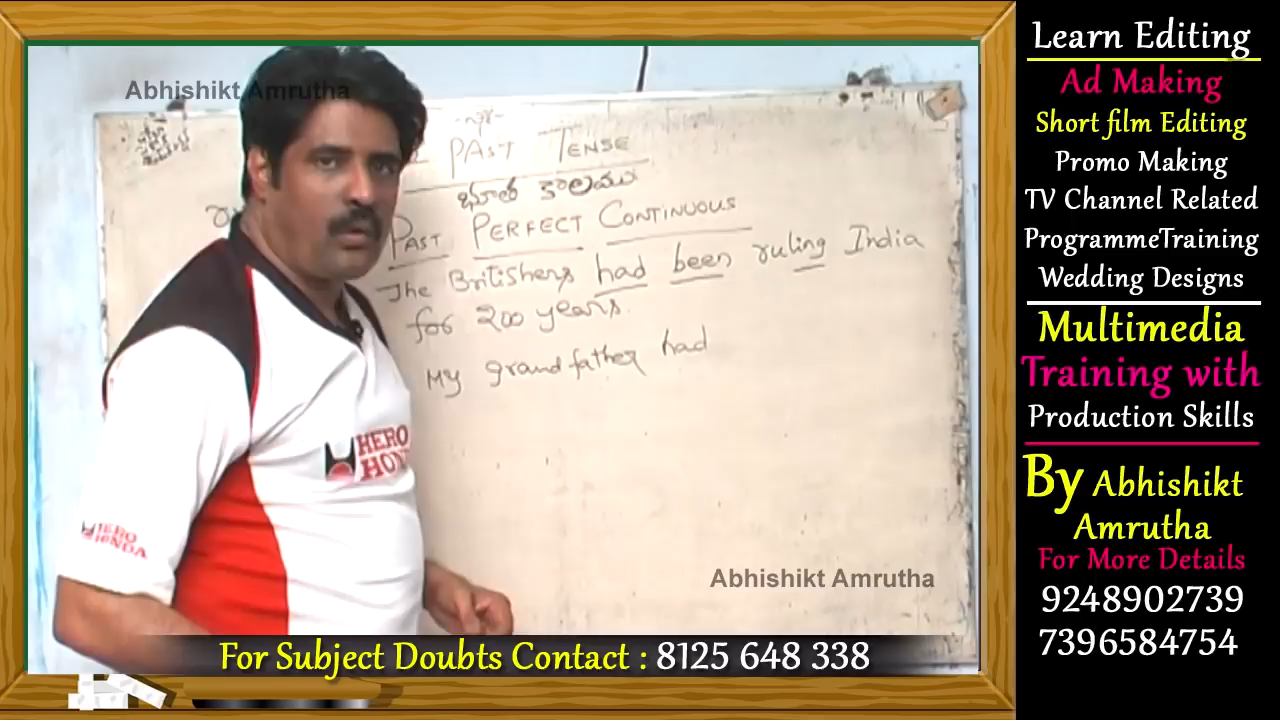 Abhishikt Amrutha
PAST TENSE
భూత కాలము
PAST PERFECT CONTINUOUS
The Britishers had been ruling India
for 200 years.
My grandfather had
HERO
HON
HERO
HONDA
Abhishikt Amrutha
For Subject Doubts Contact : 8125 648 338
Learn Editing
Ad Making
Short film Editing
Promo Making
TV Channel Related
ProgrammeTraining
Wedding Designs
Multimedia
Training with
Production Skills
By Abhishikt
Amrutha
For More Details
9248902739
7396584754